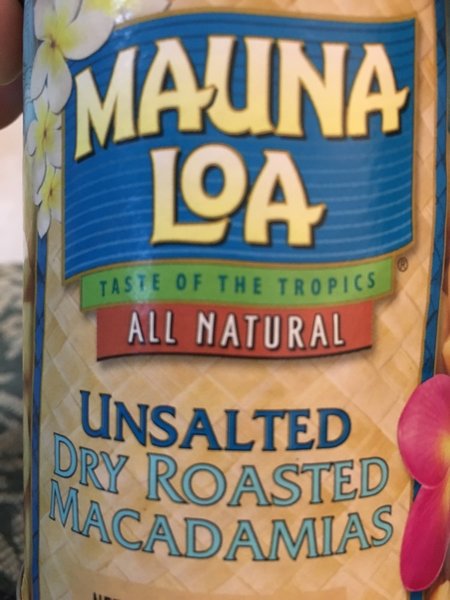 MAUNA
LOA
®
TASTE OF THE TROPICS
ALL NATURAL
UNSALTED
DRY ROASTED
MACADAMIAS